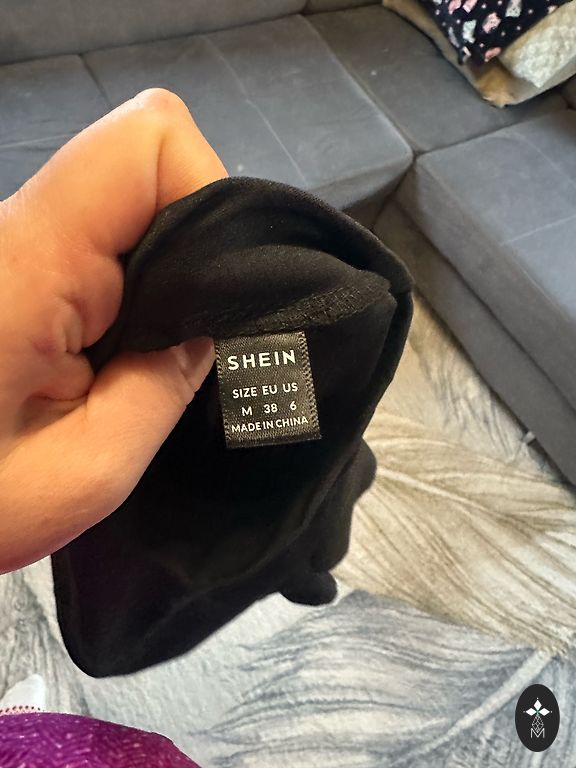 SHEIN
SIZE EU US
M 38 6
MADE IN CHINA
M